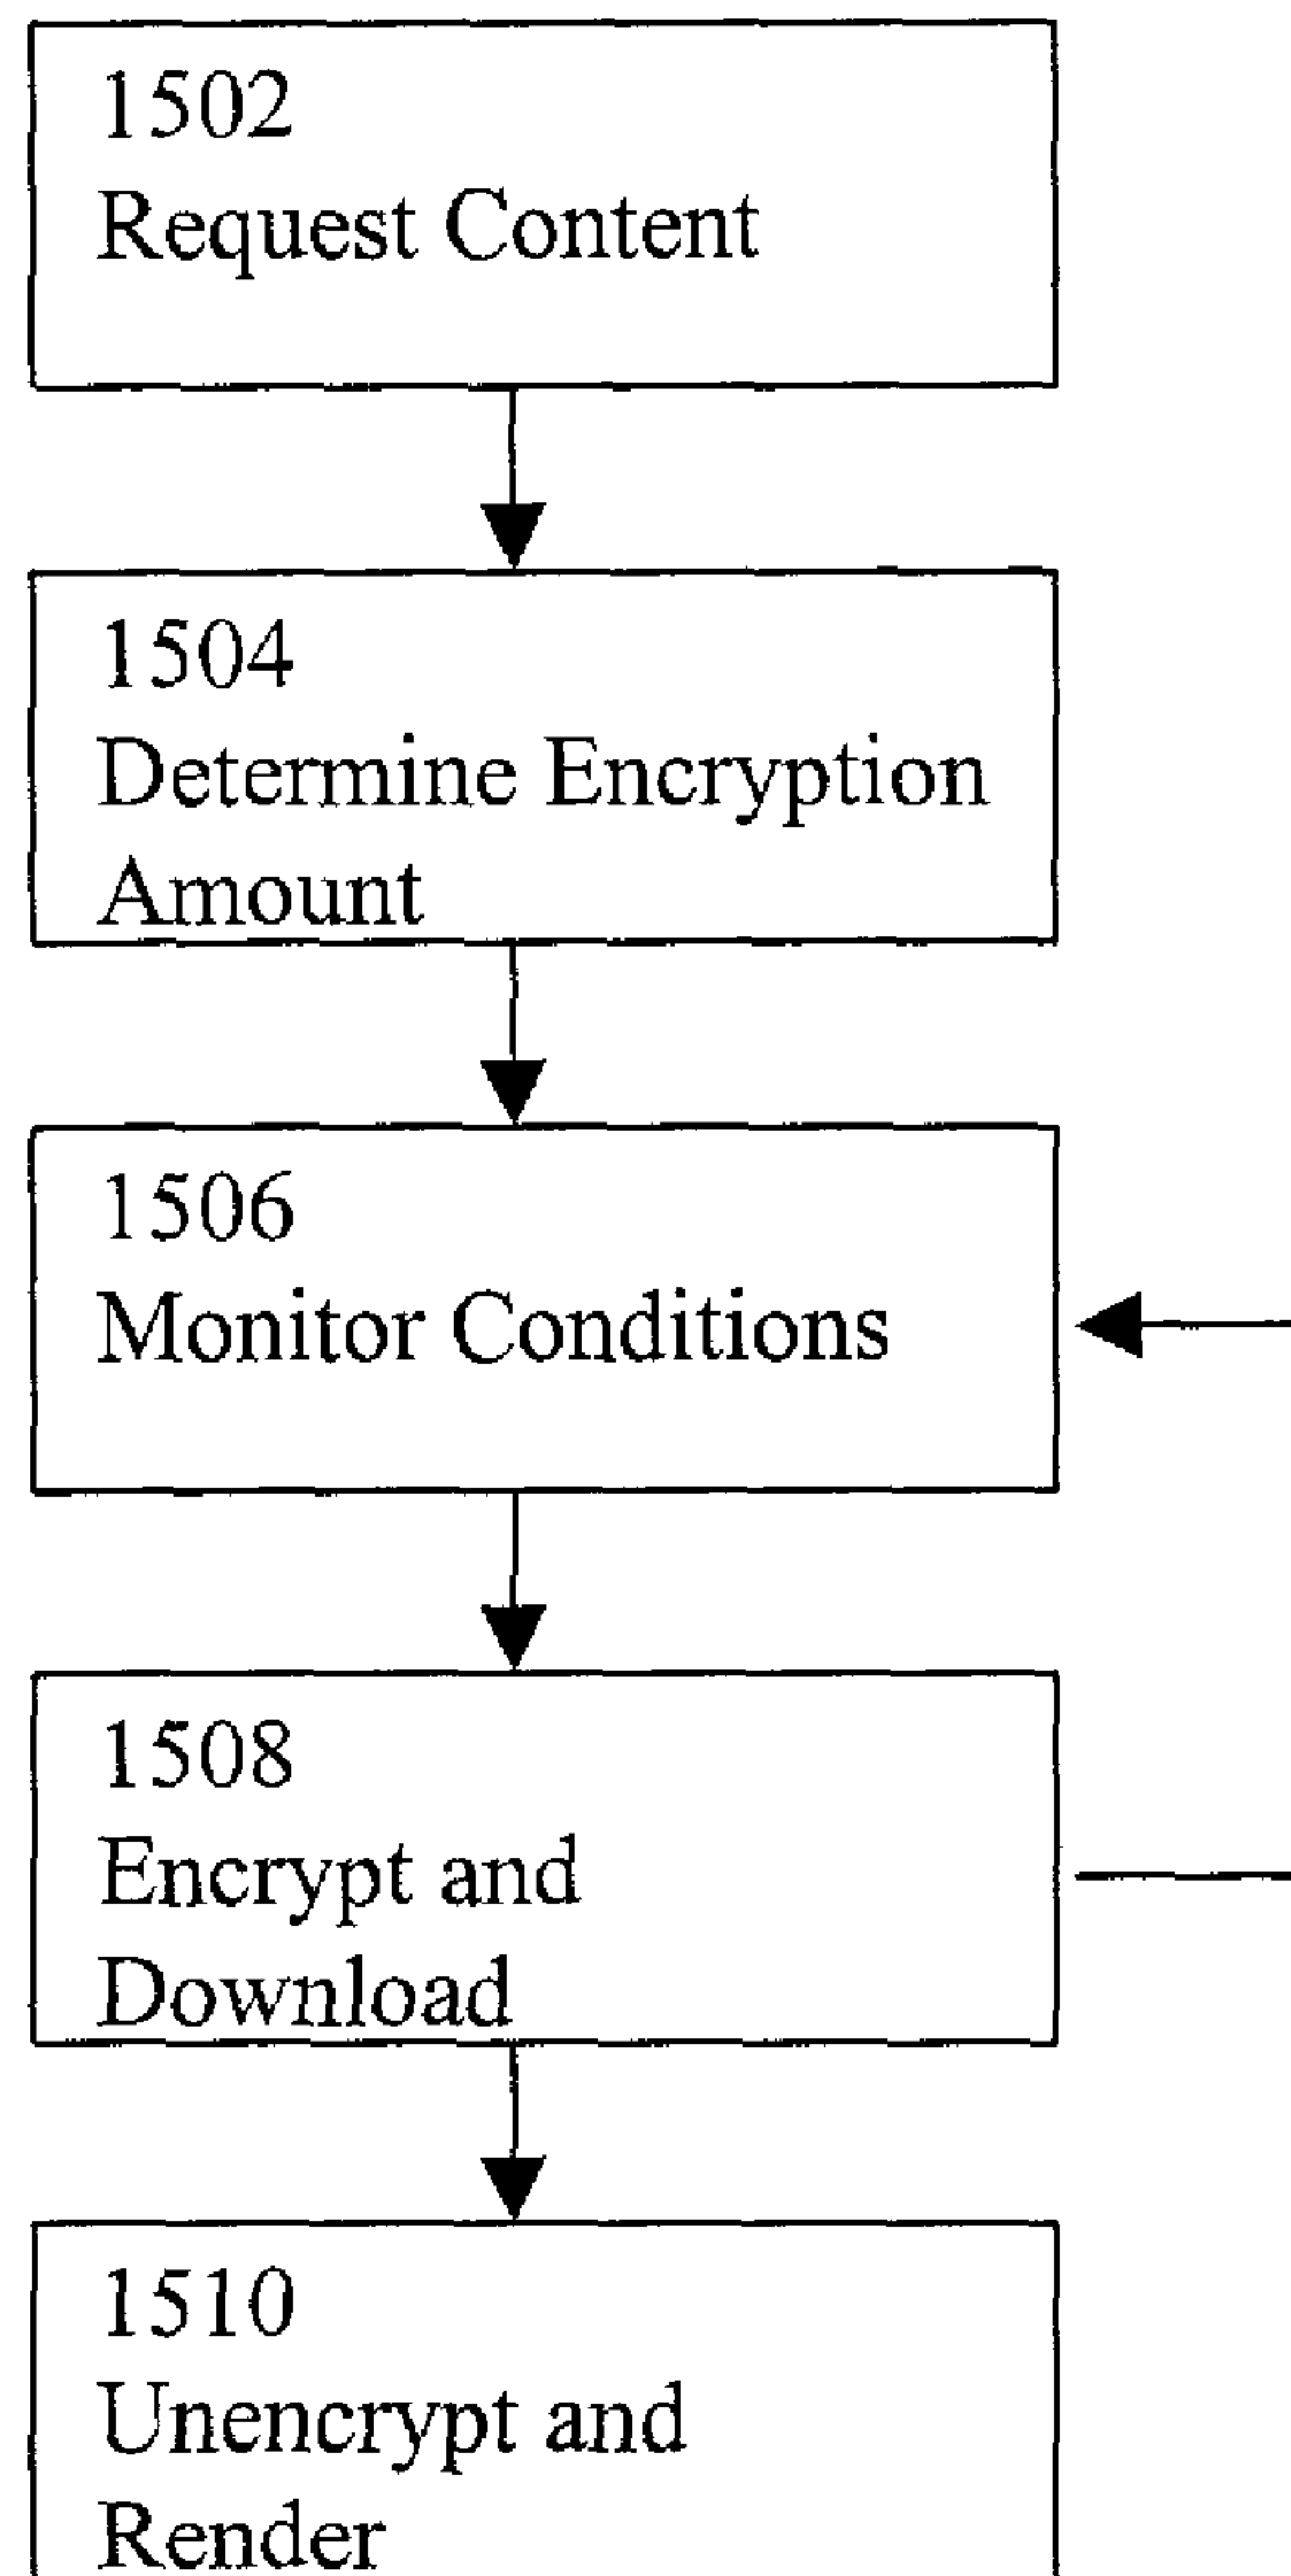 1502
Request Content
1504
Determine Encryption
Amount
1506
Monitor Conditions
1508
Encrypt and
Download
1510
Unencrypt and
Render